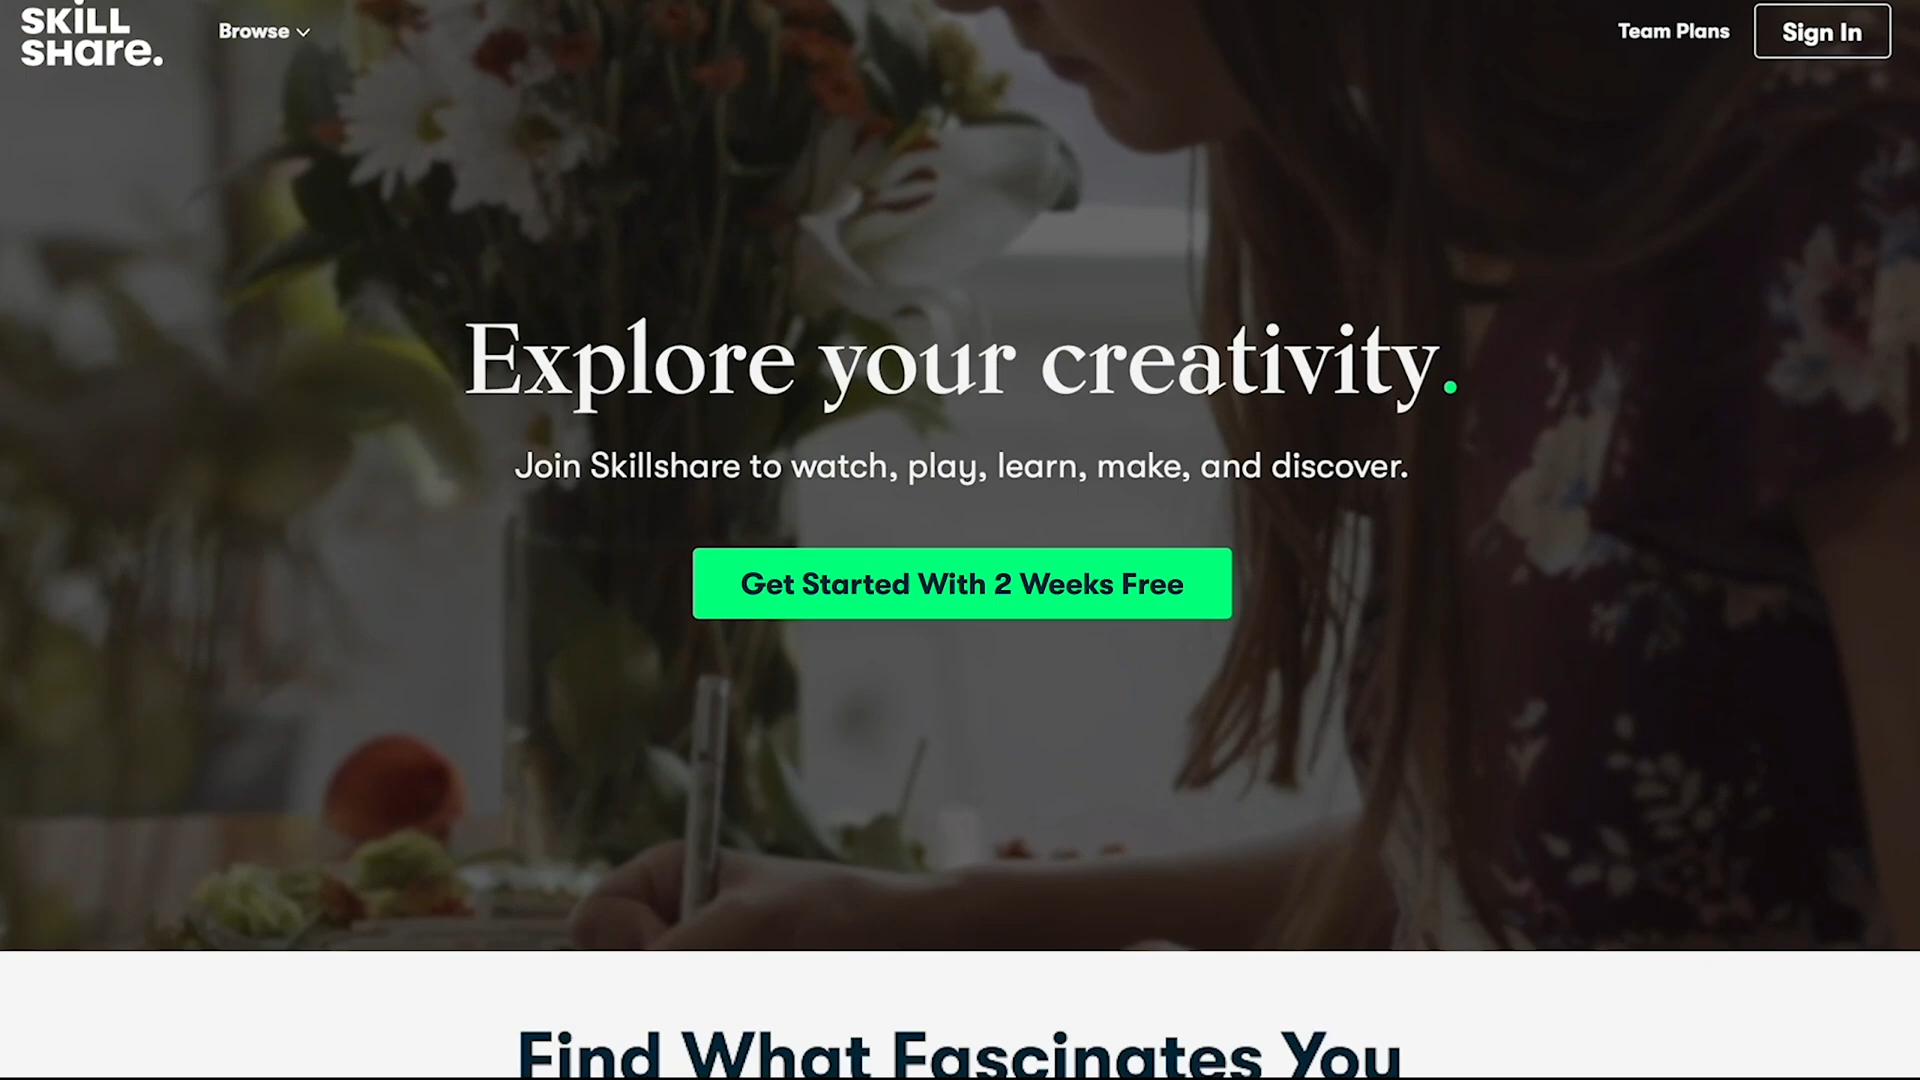 SKILL
SHare.
Browse
Team Plans
Sign In
Explore your creativity.
Join Skillshare to watch, play, learn, make, and discover.
Get Started With 2 Weeks Free
Find What Fascinates You